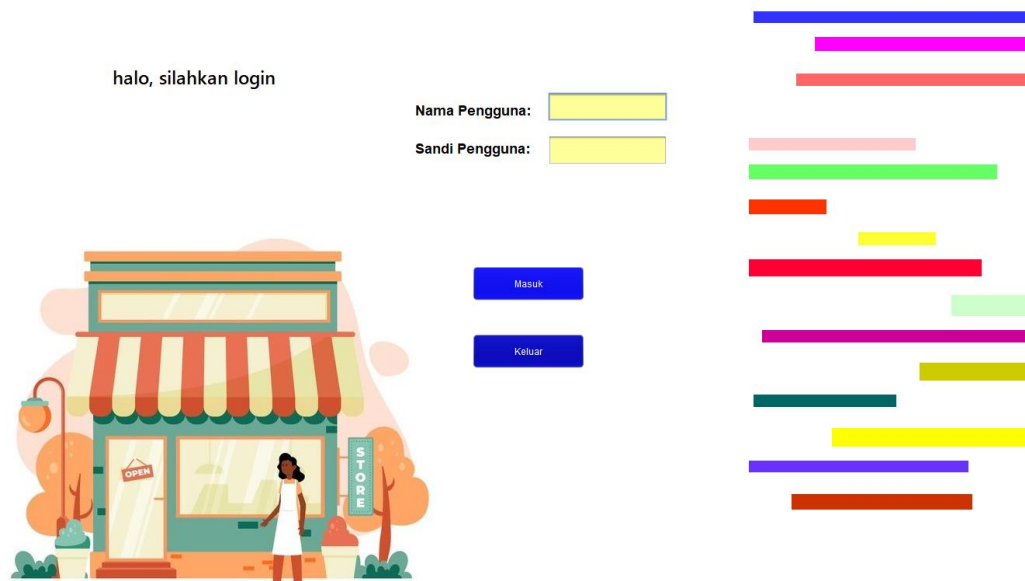 halo, silahkan login
Nama Pengguna:
Sandi Pengguna:
Masuk
Keluar
OPEN
STORE